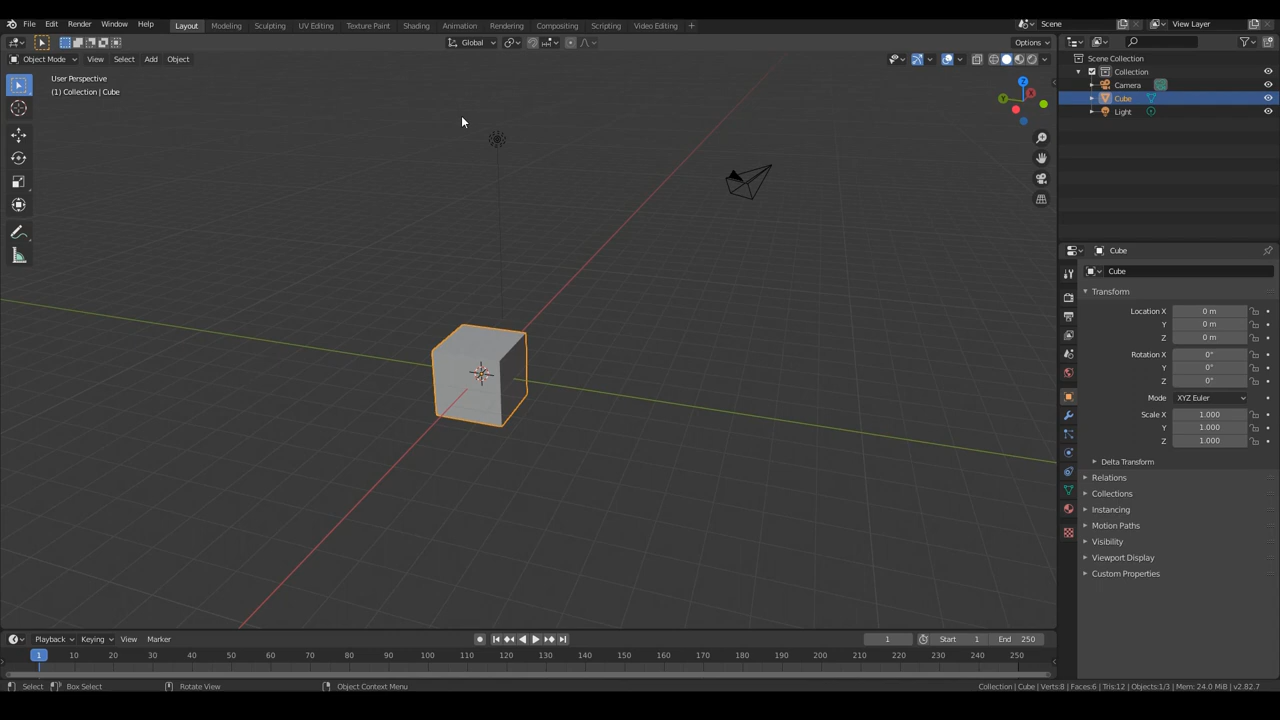 File Edit Render Window Help Layout Modeling Sculpting UV Editing Texture Paint Shading Animation Rendering Compositing Scripting Video Editing + Scene View Layer
Global Options
Object Mode View Select Add Object
User Perspective
(1) Collection | Cube
X
Y
Z
Scene Collection
Collection
Camera
Cube
Light
Cube
Cube
Transform
Location X 0 m
Y 0 m
Z 0 m
Rotation X 0°
Y 0°
Z 0°
Mode XYZ Euler
Scale X 1.000
Y 1.000
Z 1.000
Delta Transform
Relations
Collections
Instancing
Motion Paths
Visibility
Viewport Display
Custom Properties
Playback Keying View Marker 1 Start 1 End 250
1 10 20 30 40 50 60 70 80 90 100 110 120 130 140 150 160 170 180 190 200 210 220 230 240 250
Select Box Select Rotate View Object Context Menu Collection | Cube | Verts:8 | Faces:6 | Tris:12 | Objects:1/3 | Mem: 24.0 MiB | v2.82.7